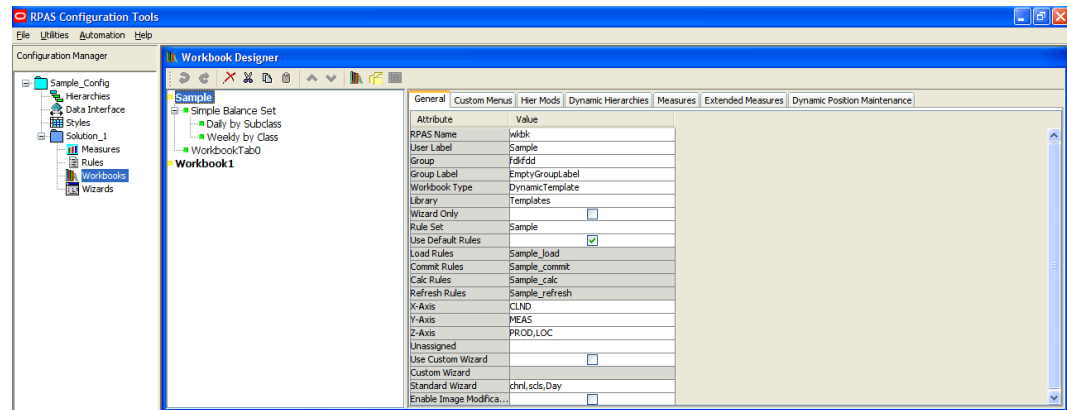 RPAS Configuration Tools
File Utilities Automation Help
Configuration Manager
Sample_Config
Hierarchies
Data Interface
Styles
Solution_1
Measures
Rules
Workbooks
Wizards
Workbook Designer
Sample
Simple Balance Set
Daily by Subclass
Weekly by Class
WorkbookTab0
Workbook1
General Custom Menus Hier Mods Dynamic Hierarchies Measures Extended Measures Dynamic Position Maintenance
Attribute Value
RPAS Name wkbk
User Label Sample
Group fdkfdd
Group Label EmptyGroupLabel
Workbook Type DynamicTemplate
Library Templates
Wizard Only
Rule Set Sample
Use Default Rules
Load Rules Sample_load
Commit Rules Sample_commit
Calc Rules Sample_calc
Refresh Rules Sample_refresh
X-Axis CLND
Y-Axis MEAS
Z-Axis PROD,LOC
Unassigned
Use Custom Wizard
Custom Wizard
Standard Wizard chnl,scls,Day
Enable Image Modifica...